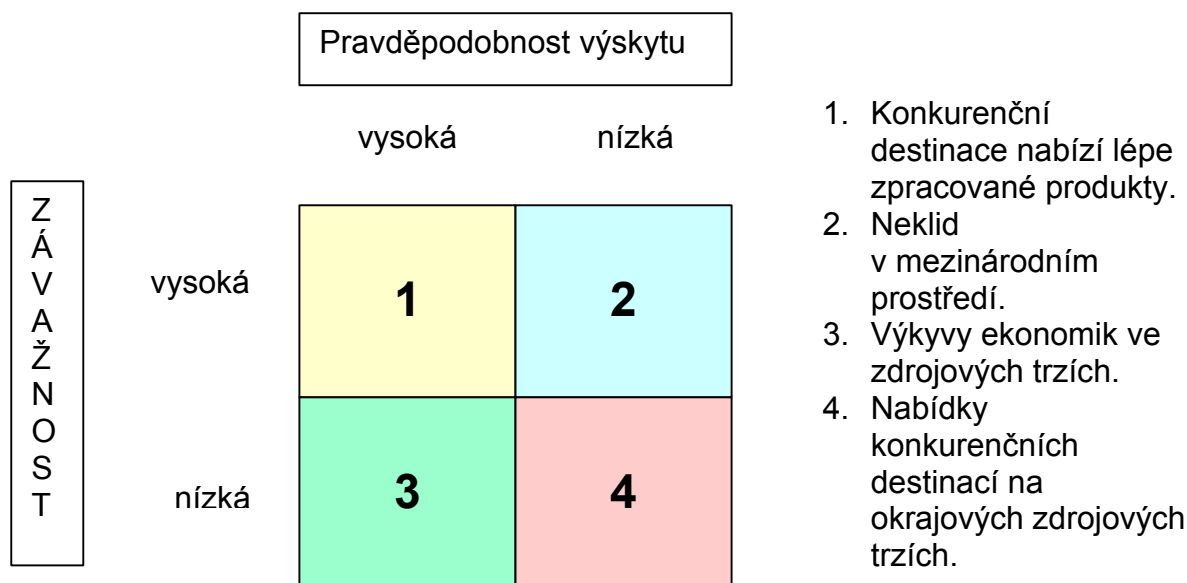 Pravděpodobnost výskytu
vysoká nízká
Z
Á
V
A
Ž
N
O
S
T
vysoká
nízká
1 2
3 4
1. Konkurenční
destinace nabízí lépe
zpracované produkty.
2. Neklid
v mezinárodním
prostředí.
3. Výkyvy ekonomik ve
zdrojových trzích.
4. Nabídky
konkurenčních
destinací na
okrajových zdrojových
trzích.